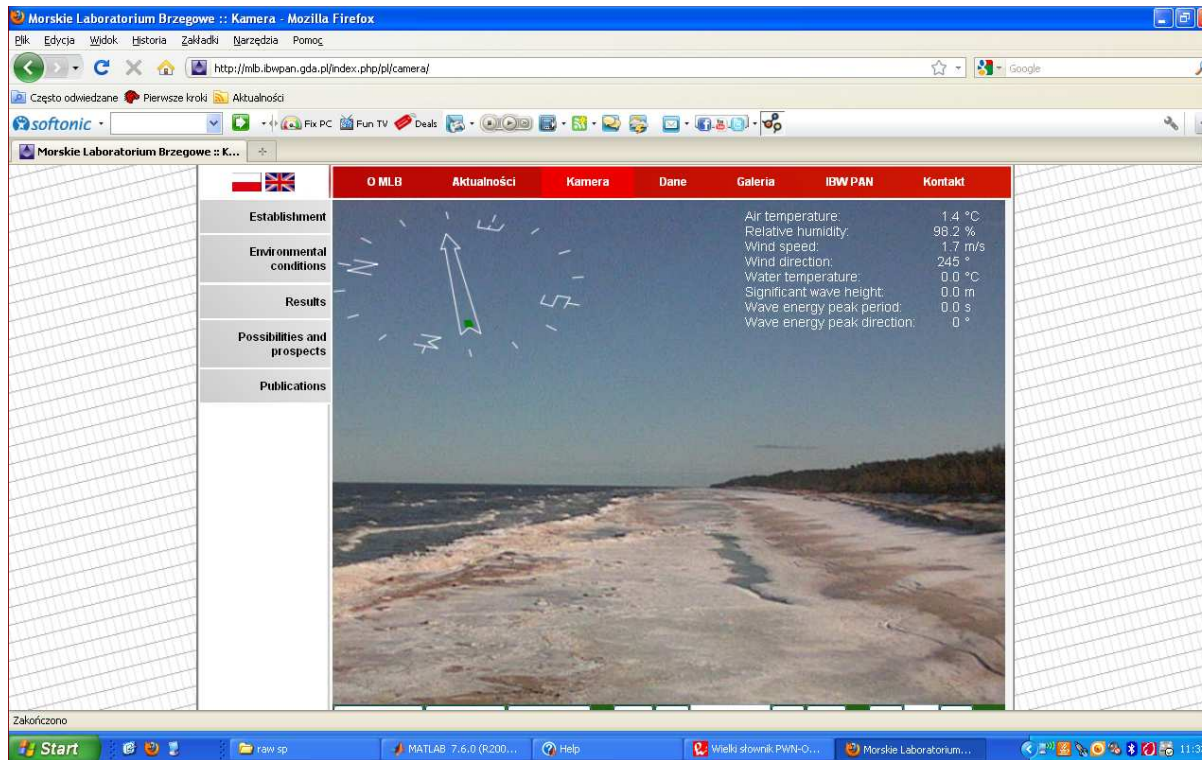 Morskie Laboratorium Brzegowe :: Kamera - Mozilla Firefox
Plik Edycja Widok Historia Zakładki Narzędzia Pomoc
http://mlb.ibwpan.gda.pl/index.php/pl/camera/ Google
Często odwiedzane Pierwsze kroki Aktualności
softonic Fix PC Fun TV Deals
Morskie Laboratorium Brzegowe :: K...
O MLB Aktualności Kamera Dane Galeria IBW PAN Kontakt
Establishment
Environmental
conditions
Results
Possibilities and
prospects
Publications
N E S W
Air temperature: 1.4 °C
Relative humidity: 96.2 %
Wind speed: 1.7 m/s
Wind direction: 245 °
Water temperature: 0.0 °C
Significant wave height: 0.0 m
Wave energy peak period: 0.0 s
Wave energy peak direction: 0 °
Zakończono
Start raw sp MATLAB 7.6.0 (R200... Help Wielki słownik PWN-O... Morskie Laboratorium...